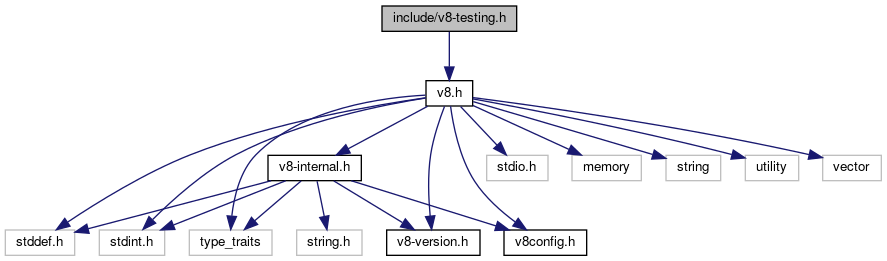 include/v8-testing.h
v8.h
v8-internal.h
stdio.h
memory
string
utility
vector
stddef.h
stdint.h
type_traits
string.h
v8-version.h
v8config.h